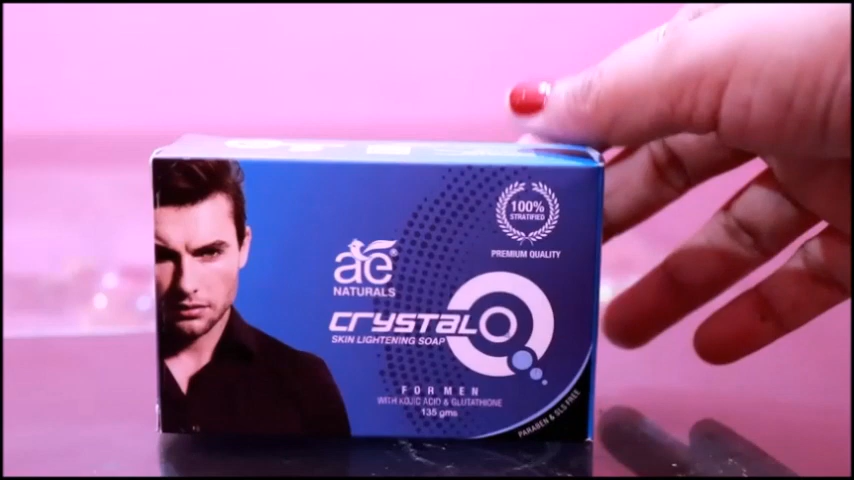 100%
STRATIFIED
PREMIUM QUALITY
ae®
NATURALS
CRYSTAL O
SKIN LIGHTENING SOAP
FOR MEN
WITH KOJIC ACID & GLUTATHIONE
135 gms
PARABEN & SLS FREE